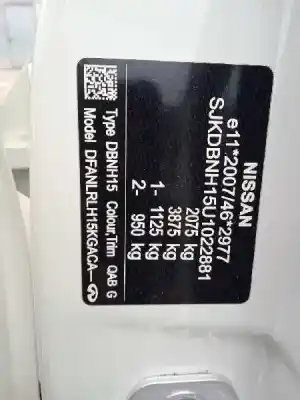 NISSAN
e11*2007/46*2977
SJKDBNH15U1022881
2075 kg
3875 kg
1- 1125 kg
2- 950 kg
Type DBNH15 Colour,Trim QAB G
Model DFANLRLH15KGACA-